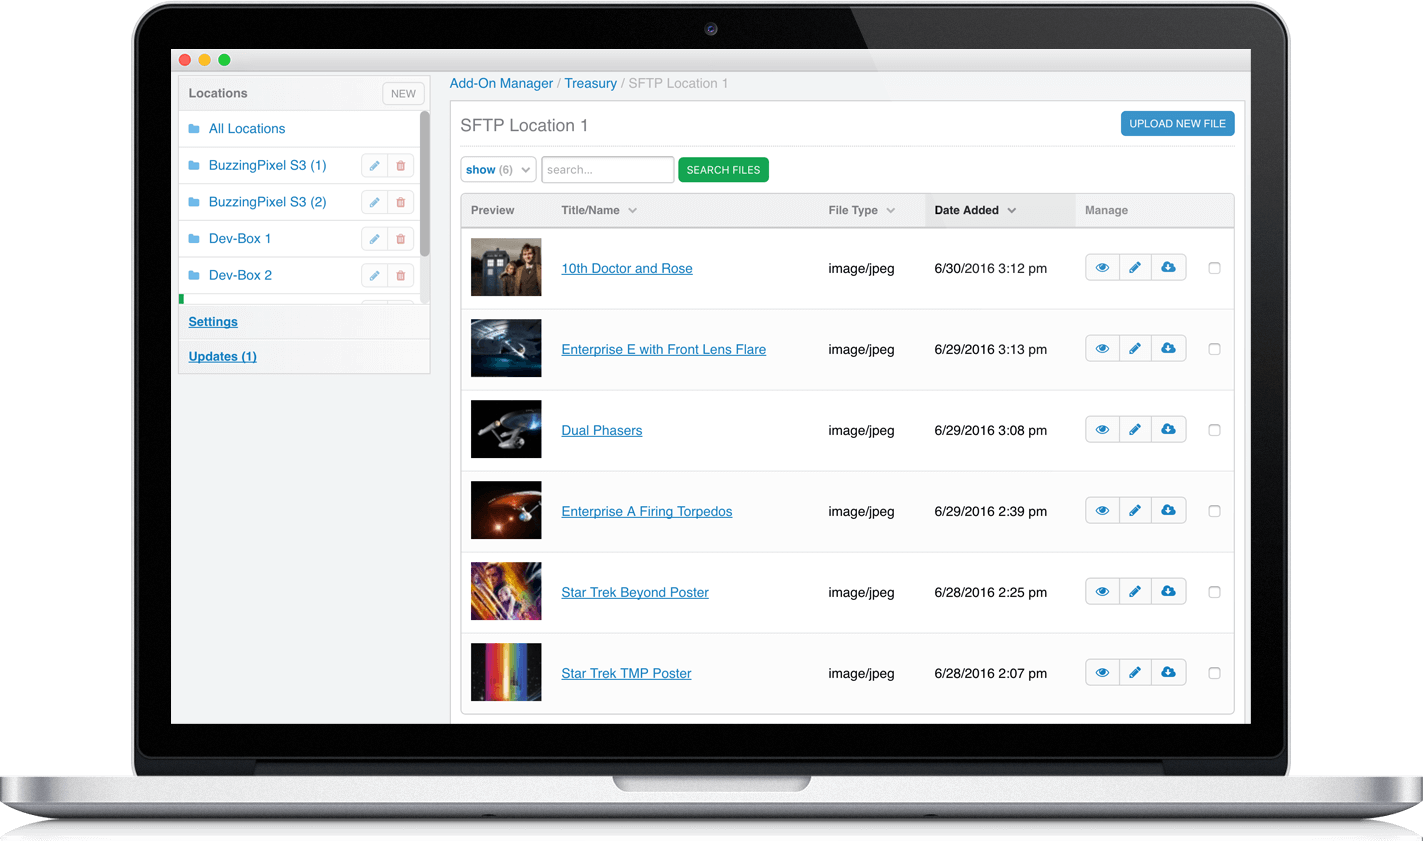 Locations
NEW
All Locations
BuzzingPixel S3 (1)
BuzzingPixel S3 (2)
Dev-Box 1
Dev-Box 2
Settings
Updates (1)
Add-On Manager / Treasury / SFTP Location 1
SFTP Location 1
UPLOAD NEW FILE
show (6)
search...
SEARCH FILES
Preview Title/Name File Type Date Added Manage
10th Doctor and Rose image/jpeg 6/30/2016 3:12 pm
Enterprise E with Front Lens Flare image/jpeg 6/29/2016 3:13 pm
Dual Phasers image/jpeg 6/29/2016 3:08 pm
Enterprise A Firing Torpedos image/jpeg 6/29/2016 2:39 pm
Star Trek Beyond Poster image/jpeg 6/28/2016 2:25 pm
Star Trek TMP Poster image/jpeg 6/28/2016 2:07 pm